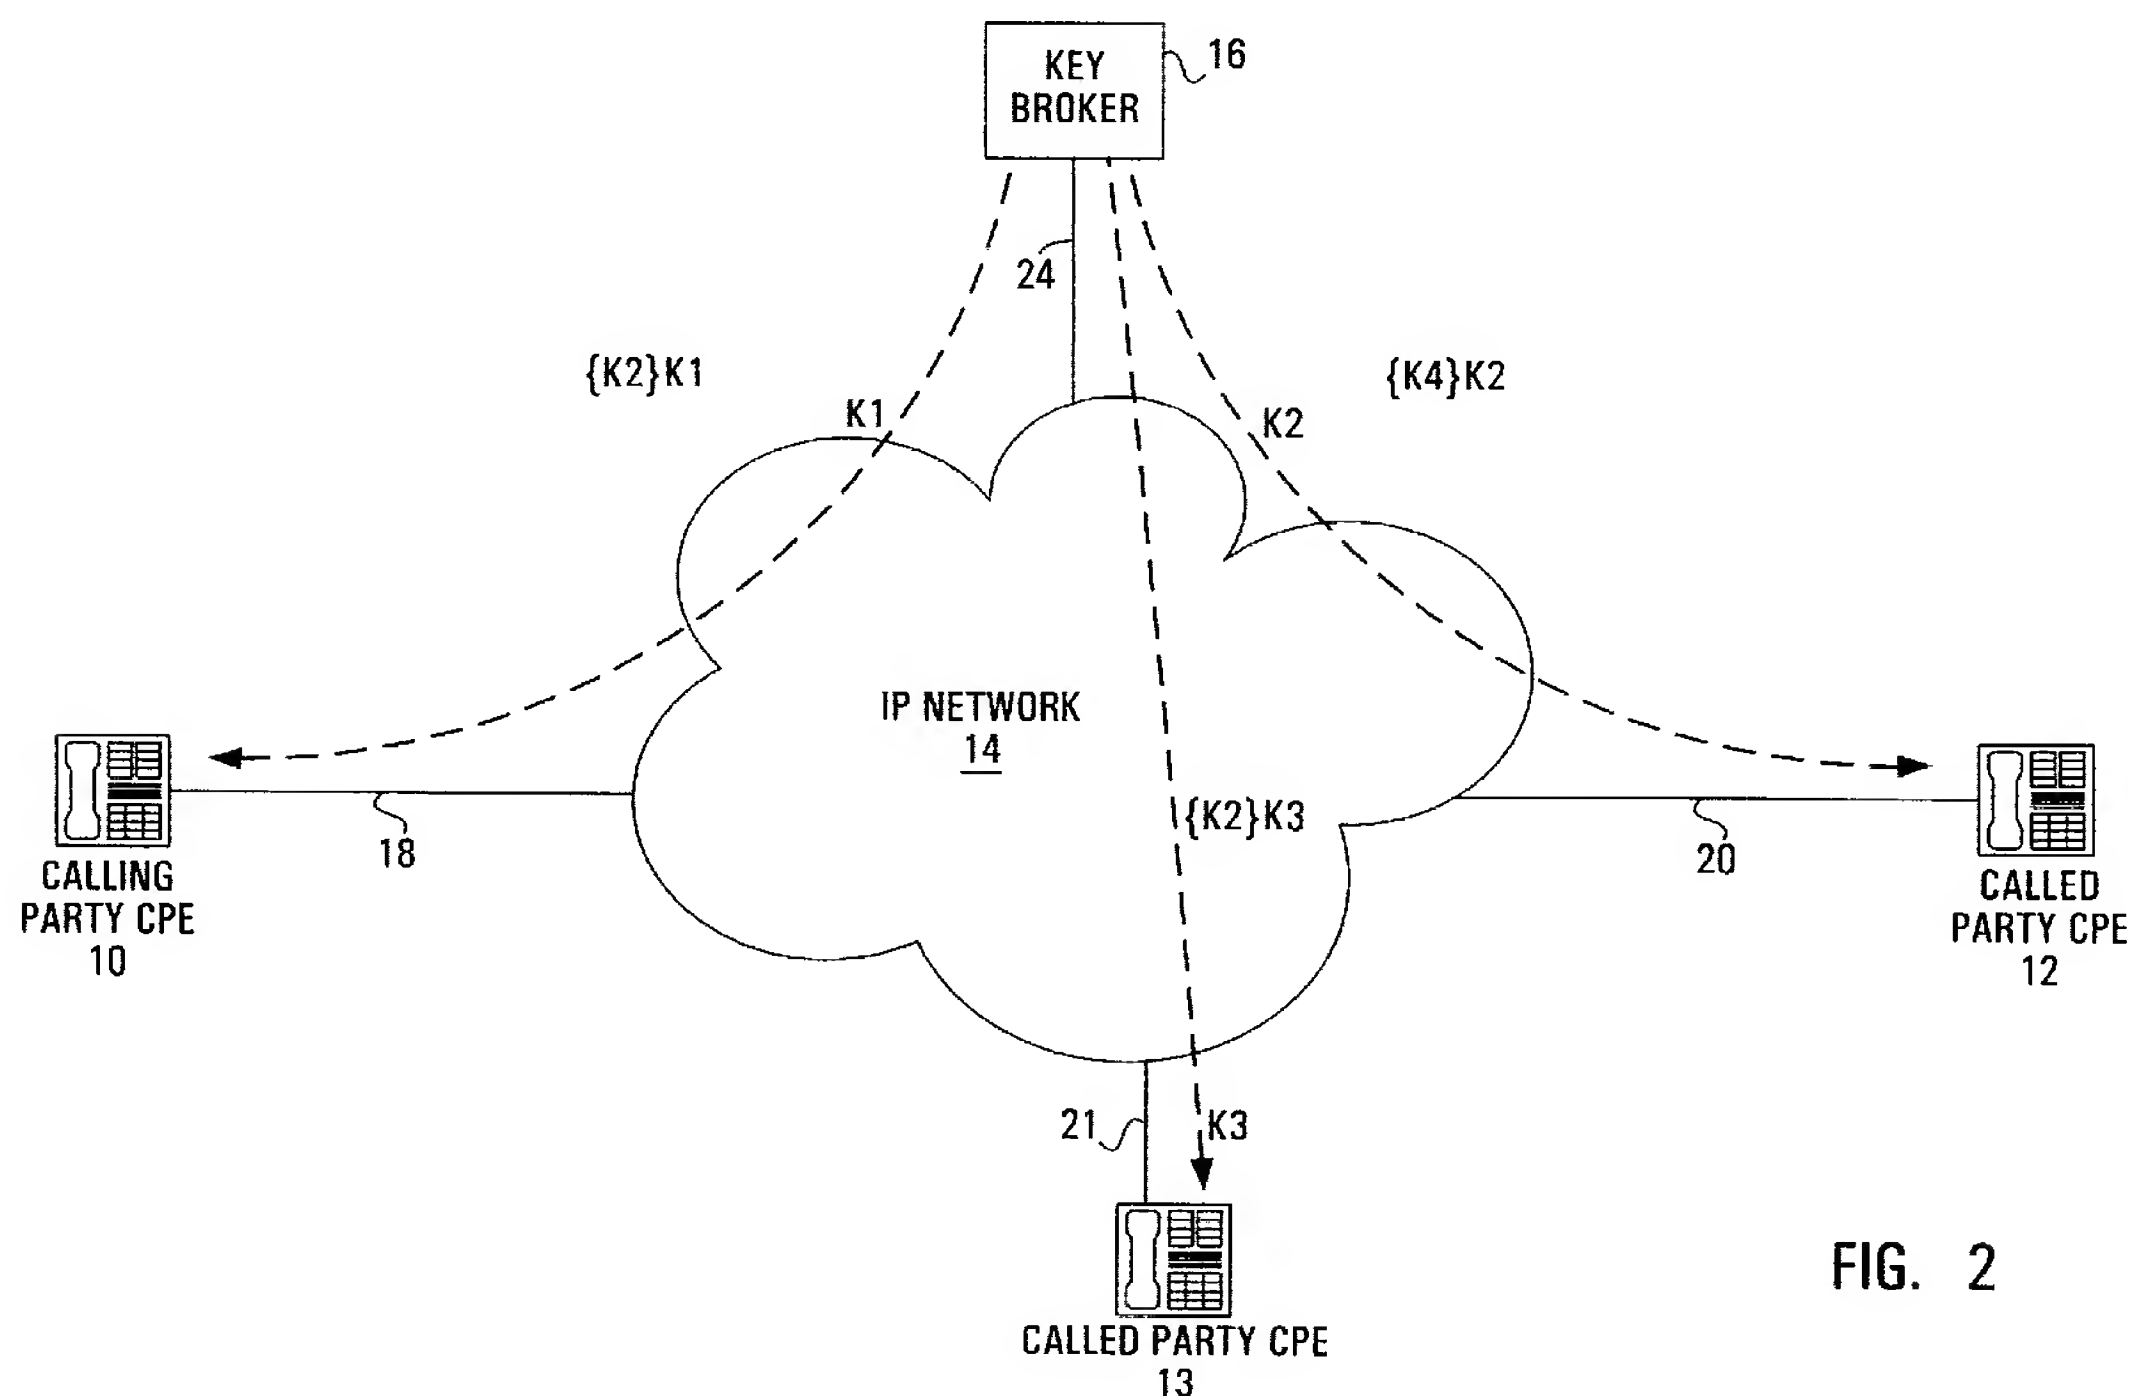 KEY
BROKER
16
24
{K2}K1
{K4}K2
K1
K2
IP NETWORK
14
{K2}K3
18
20
CALLING
PARTY CPE
10
CALLED
PARTY CPE
12
21
K3
CALLED PARTY CPE
13
FIG. 2